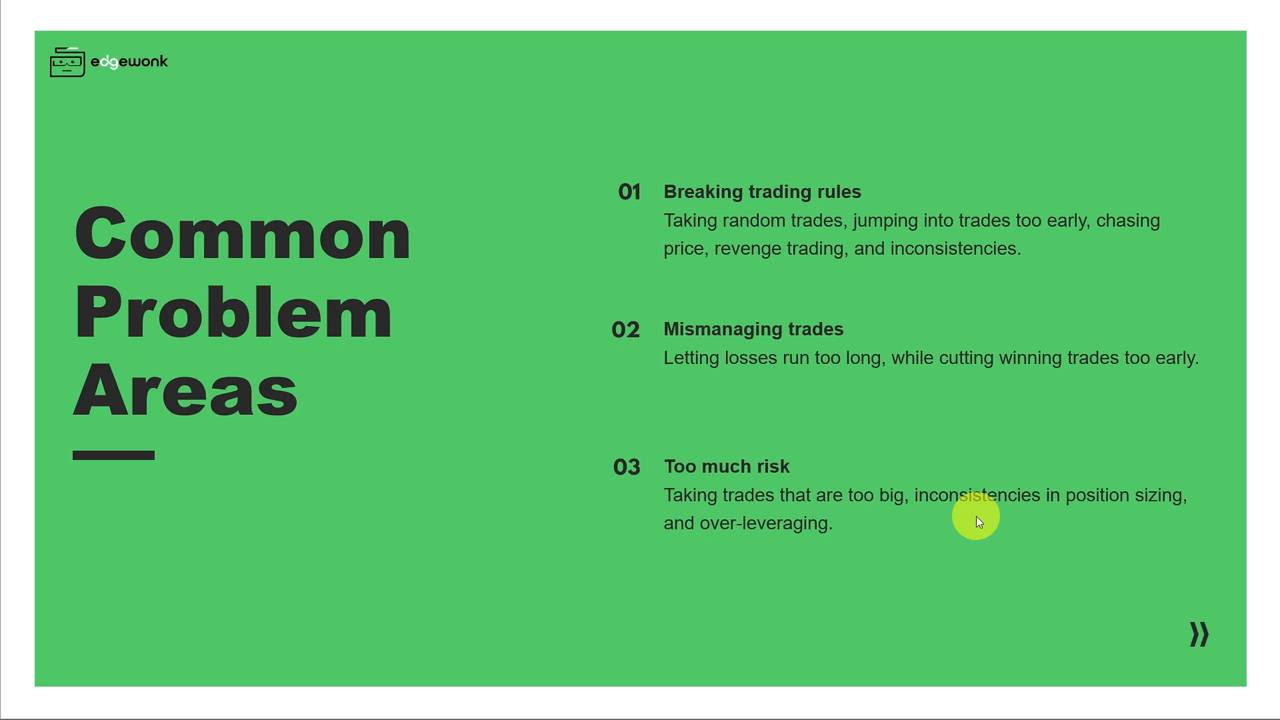 edgewonk
Common
Problem
Areas
01 Breaking trading rules
Taking random trades, jumping into trades too early, chasing
price, revenge trading, and inconsistencies.
02 Mismanaging trades
Letting losses run too long, while cutting winning trades too early.
03 Too much risk
Taking trades that are too big, inconsistencies in position sizing,
and over-leveraging.